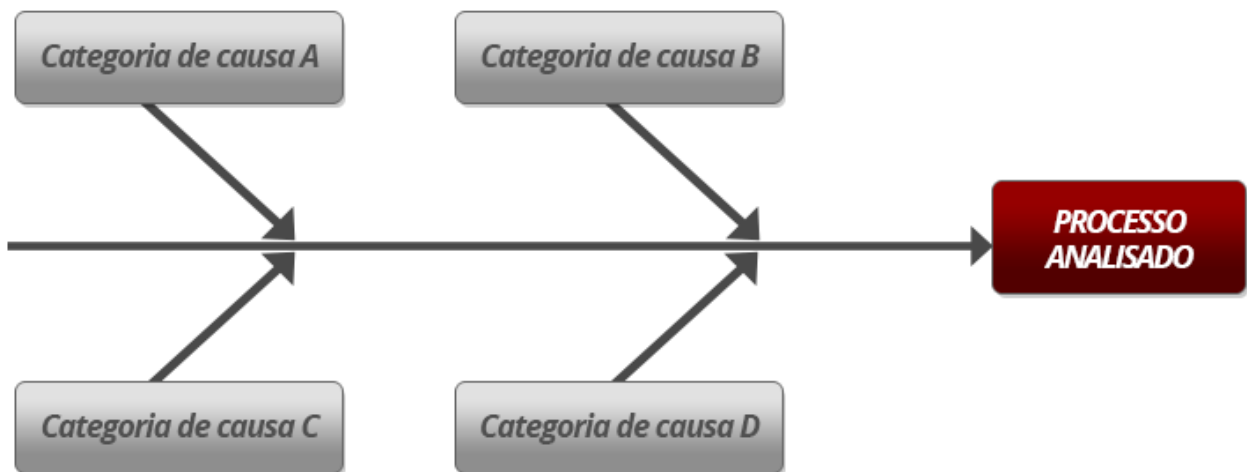 Categoria de causa A
Categoria de causa B
PROCESSO
ANALISADO
Categoria de causa C
Categoria de causa D